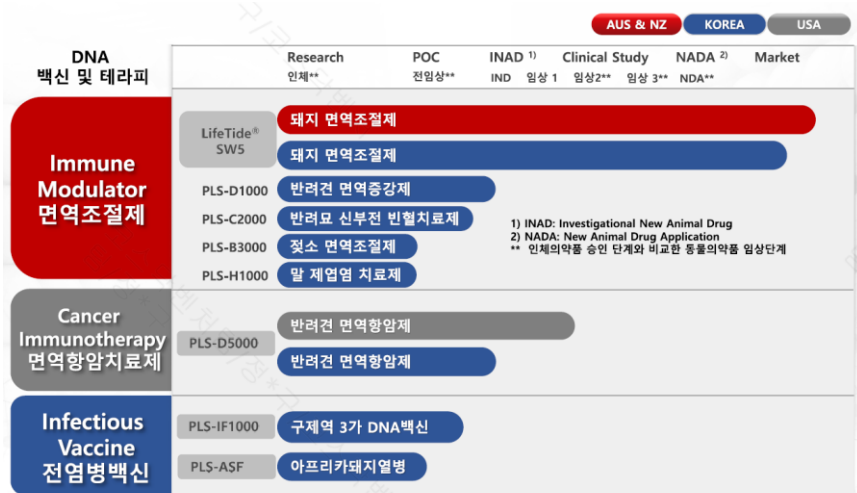 AUS & NZ KOREA USA
DNA
백신 및 테라피
Research POC INAD 1) Clinical Study NADA 2) Market
인체** 전임상** IND 임상 1 임상2** 임상 3** NDA**
Immune
Modulator
면역조절제
LifeTide®
SW5
돼지 면역조절제
돼지 면역조절제
PLS-D1000 반려견 면역증강제
PLS-C2000 반려묘 신부전 빈혈치료제
PLS-B3000 젖소 면역조절제
PLS-H1000 말 제엽염 치료제
1) INAD: Investigational New Animal Drug
2) NADA: New Animal Drug Application
** 인체의약품 승인 단계와 비교한 동물의약품 임상단계
Cancer
Immunotherapy
면역항암치료제
PLS-D5000
반려견 면역항암제
반려견 면역항암제
Infectious
Vaccine
전염병백신
PLS-IF1000 구제역 3가 DNA백신
PLS-ASF 아프리카돼지열병